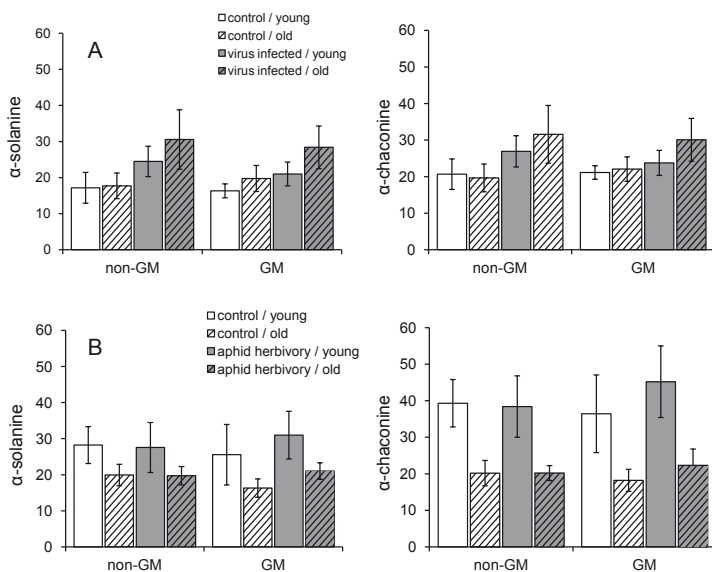 A
control / young
control / old
virus infected / young
virus infected / old
60
50
40
30
20
10
0
α-solanine
non-GM
GM
60
50
40
30
20
10
0
α-chaconine
non-GM
GM
B
control / young
control / old
aphid herbivory / young
aphid herbivory / old
60
50
40
30
20
10
0
α-solanine
non-GM
GM
60
50
40
30
20
10
0
α-chaconine
non-GM
GM